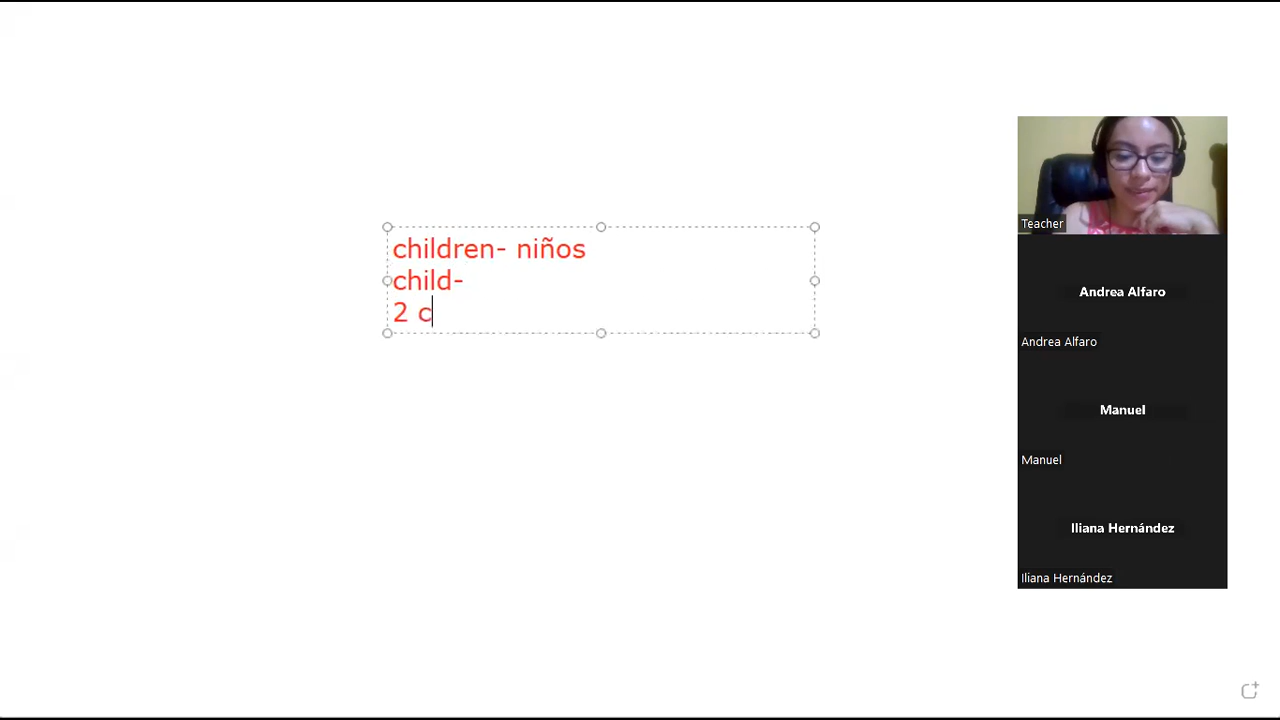 children- niños
child-
2 c
Teacher
Andrea Alfaro
Andrea Alfaro
Manuel
Manuel
Iliana Hernández
Iliana Hernández